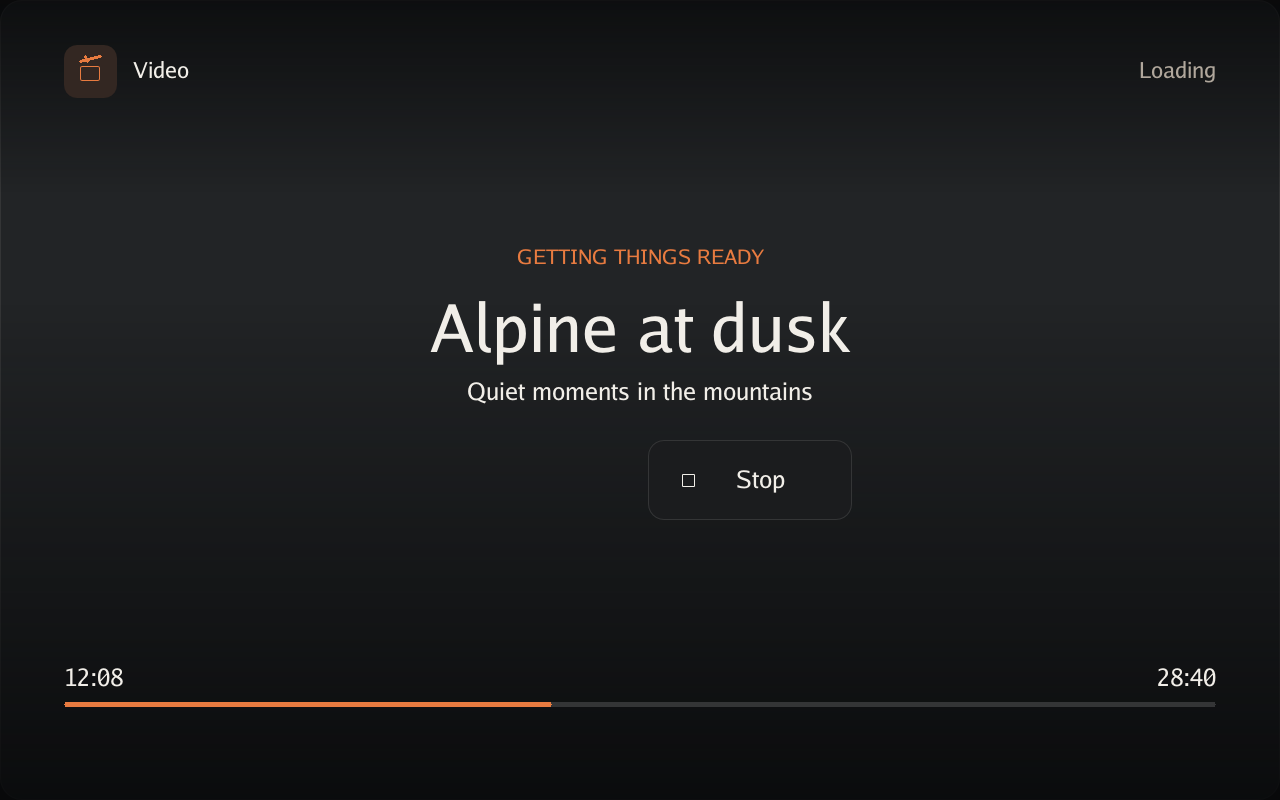 Video
Loading
GETTING THINGS READY
Alpine at dusk
Quiet moments in the mountains
Stop
12:08
28:40